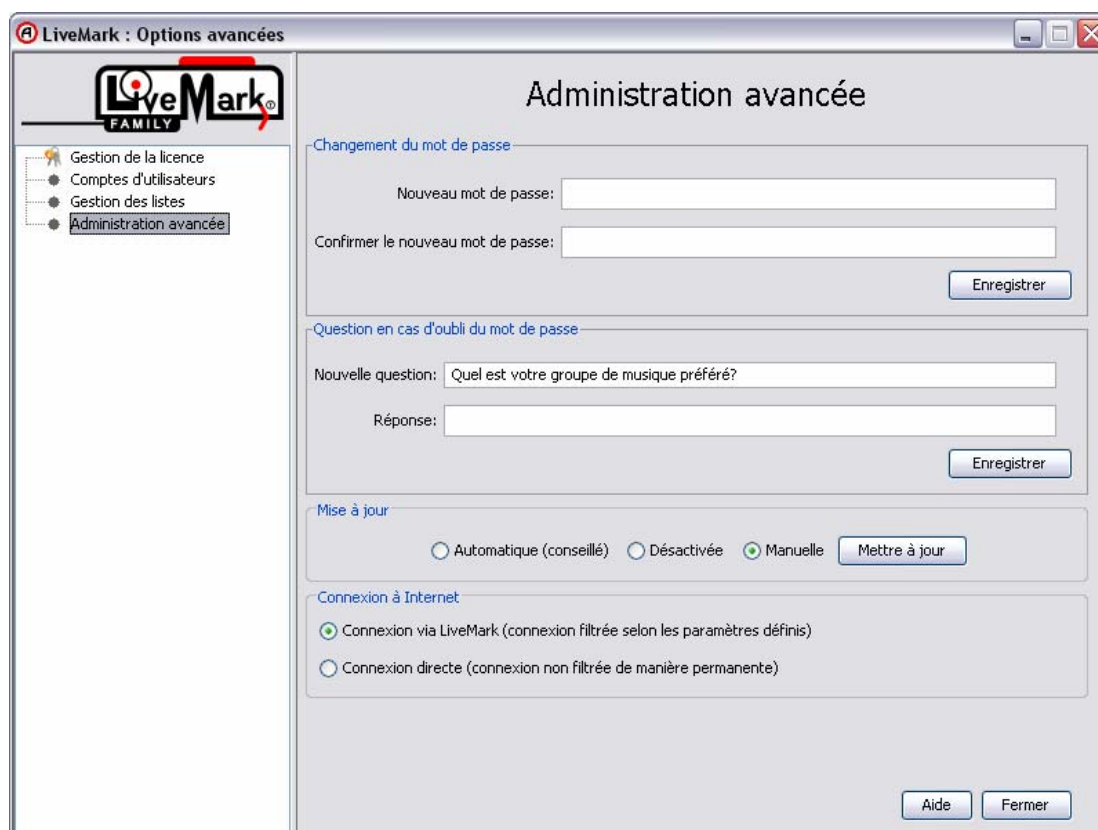 LiveMark : Options avancées
LiveMark®
FAMILY
Gestion de la licence
Comptes d'utilisateurs
Gestion des listes
Administration avancée
Administration avancée
Changement du mot de passe
Nouveau mot de passe:
Confirmer le nouveau mot de passe:
Enregistrer
Question en cas d'oubli du mot de passe
Nouvelle question: Quel est votre groupe de musique préféré?
Réponse:
Enregistrer
Mise à jour
Automatique (conseillé) Désactivée Manuelle Mettre à jour
Connexion à Internet
Connexion via LiveMark (connexion filtrée selon les paramètres définis)
Connexion directe (connexion non filtrée de manière permanente)
Aide Fermer